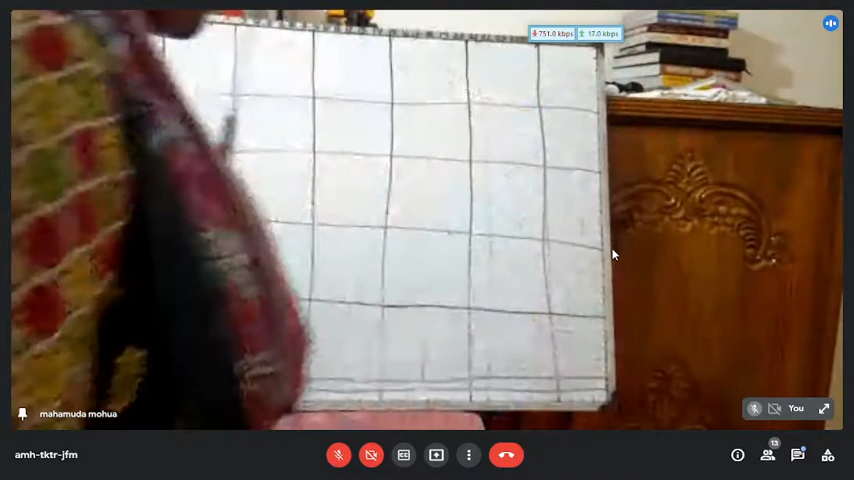 751.0 kbps 17.0 kbps
mahamuda mohua
You
amh-tktr-jfm
13